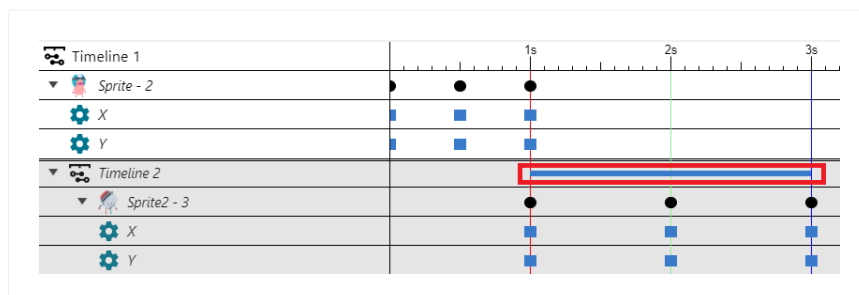 Timeline 1
1s 2s 3s
Sprite - 2
X
Y
Timeline 2
Sprite2 - 3
X
Y